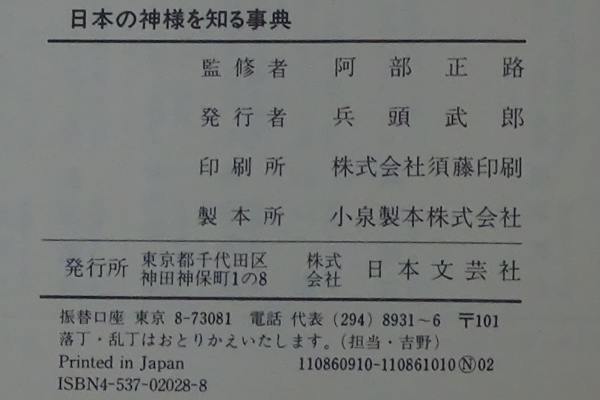 日本の神様を知る事典
監修者 阿部正路
発行者 兵頭武郎
印刷所 株式会社須藤印刷
製本所 小泉製本株式会社
発行所 東京都千代田区神田神保町1の8 株式会社 日本文芸社
振替口座 東京 8-73081 電話 代表 (294) 8931〜6 〒101
落丁・乱丁はおとりかえいたします。(担当・吉野)
Printed in Japan 110860910-110861010Ⓝ02
ISBN4-537-02028-8